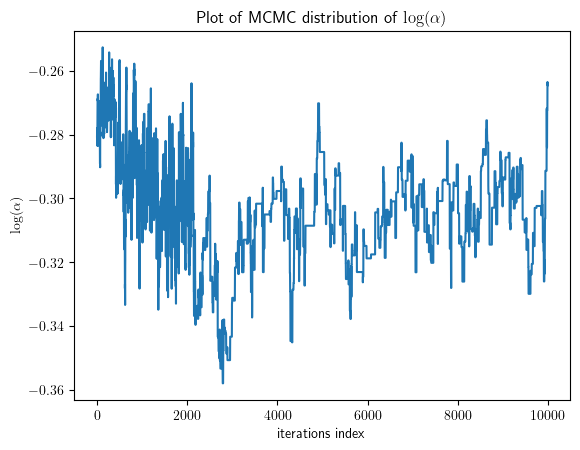 Plot of MCMC distribution of log(α)
−0.26
−0.28
−0.30
−0.32
−0.34
−0.36
log(α)
0 2000 4000 6000 8000 10000
iterations index